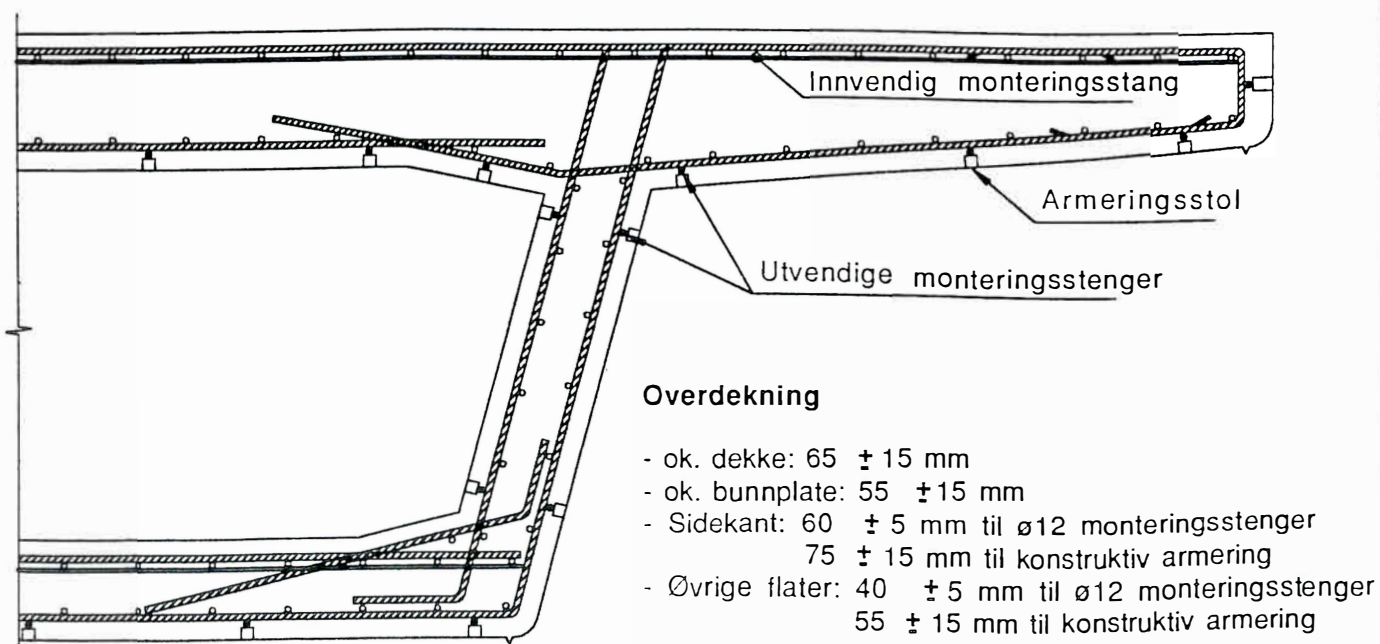 Innvendig monteringsstang
Armeringsstol
Utvendige monteringsstenger
Overdekning
- ok. dekke: 65 ± 15 mm
- ok. bunnplate: 55 ± 15 mm
- Sidekant: 60 ± 5 mm til ø12 monteringsstenger
75 ± 15 mm til konstruktiv armering
- Øvrige flater: 40 ± 5 mm til ø12 monteringsstenger
55 ± 15 mm til konstruktiv armering